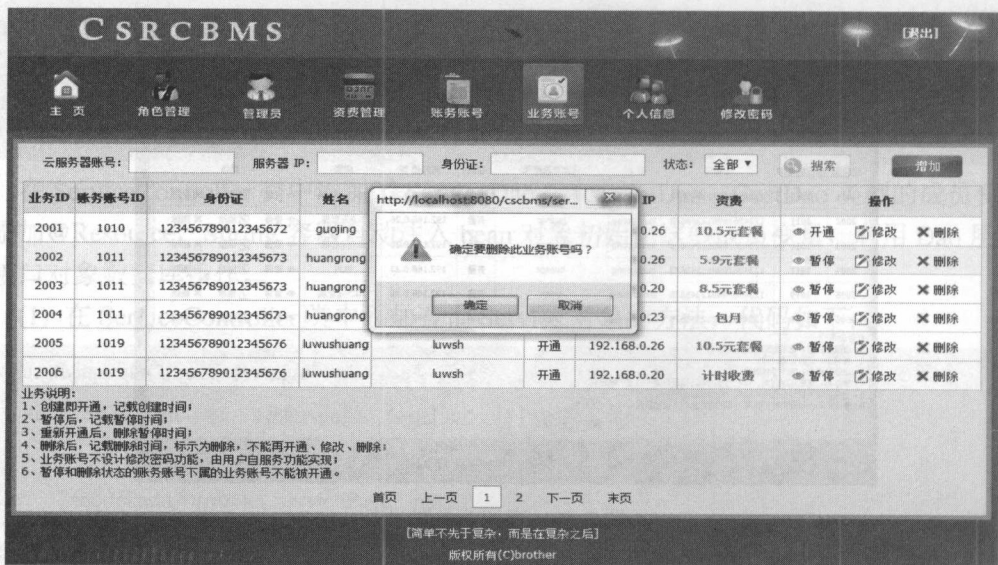 CSRCBMS
[退出]
主 页 角色管理 管理员 资费管理 账务账号 业务账号 个人信息 修改密码
云服务器账号： 服务器 IP： 身份证： 状态： 全部 搜索 增加
业务ID 账务账号ID 身份证 姓名 IP 资费 操作
2001 1010 123456789012345672 guojing 0.26 10.5元套餐 开通 修改 删除
2002 1011 123456789012345673 huangrong 0.26 5.9元套餐 暂停 修改 删除
2003 1011 123456789012345673 huangrong 0.20 8.5元套餐 暂停 修改 删除
2004 1011 123456789012345673 huangrong 0.23 包月 暂停 修改 删除
2005 1019 123456789012345676 luwushuang luwsh 开通 192.168.0.26 10.5元套餐 暂停 修改 删除
2006 1019 123456789012345676 luwushuang luwsh 开通 192.168.0.20 计时收费 暂停 修改 删除
http://localhost:8080/cscbms/ser...
确定要删除此业务账号吗？
确定 取消
业务说明：
1、创建即开通，记载创建时间；
2、暂停后，记载暂停时间；
3、重新开通后，删除暂停时间；
4、删除后，记载删除时间，标示为删除，不能再开通、修改、删除；
5、业务账号不设计修改密码功能，由用户自服务功能实现；
6、暂停和删除状态的账务账号下属的业务账号不能被开通。
首页 上一页 1 2 下一页 末页
[简单不先于复杂，而是在复杂之后]
版权所有(C)brother